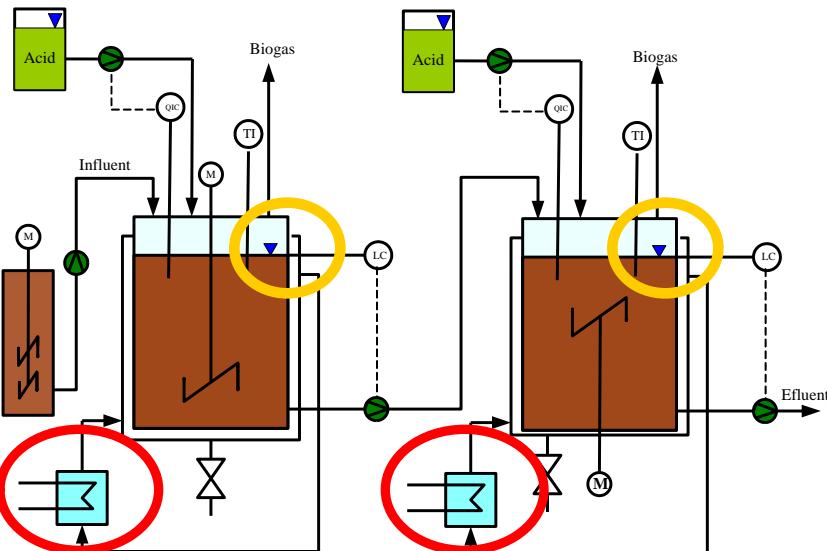 Acid
Biogas
QIC
TI
Influent
M
M
LC
Acid
Biogas
QIC
TI
LC
Efluent
M